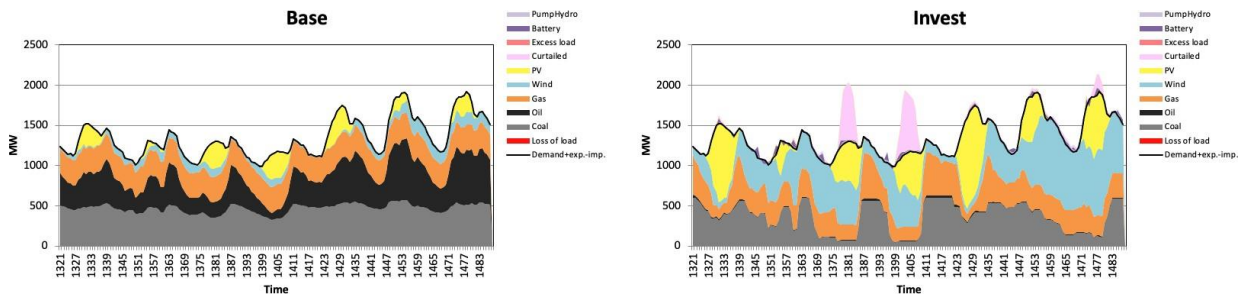 Base
2500
2000
1500
1000
500
0
MW
1321
1327
1333
1339
1345
1351
1357
1363
1369
1375
1381
1387
1393
1399
1405
1411
1417
1423
1429
1435
1441
1447
1453
1459
1465
1471
1477
1483
Time
PumpHydro
Battery
Excess load
Curtailed
PV
Wind
Gas
Oil
Coal
Loss of load
Demand+exp.-imp.
Invest
2500
2000
1500
1000
500
0
MW
1321
1327
1333
1339
1345
1351
1357
1363
1369
1375
1381
1387
1393
1399
1405
1411
1417
1423
1429
1435
1441
1447
1453
1459
1465
1471
1477
1483
Time
PumpHydro
Battery
Excess load
Curtailed
PV
Wind
Gas
Oil
Coal
Loss of load
Demand+exp.-imp.